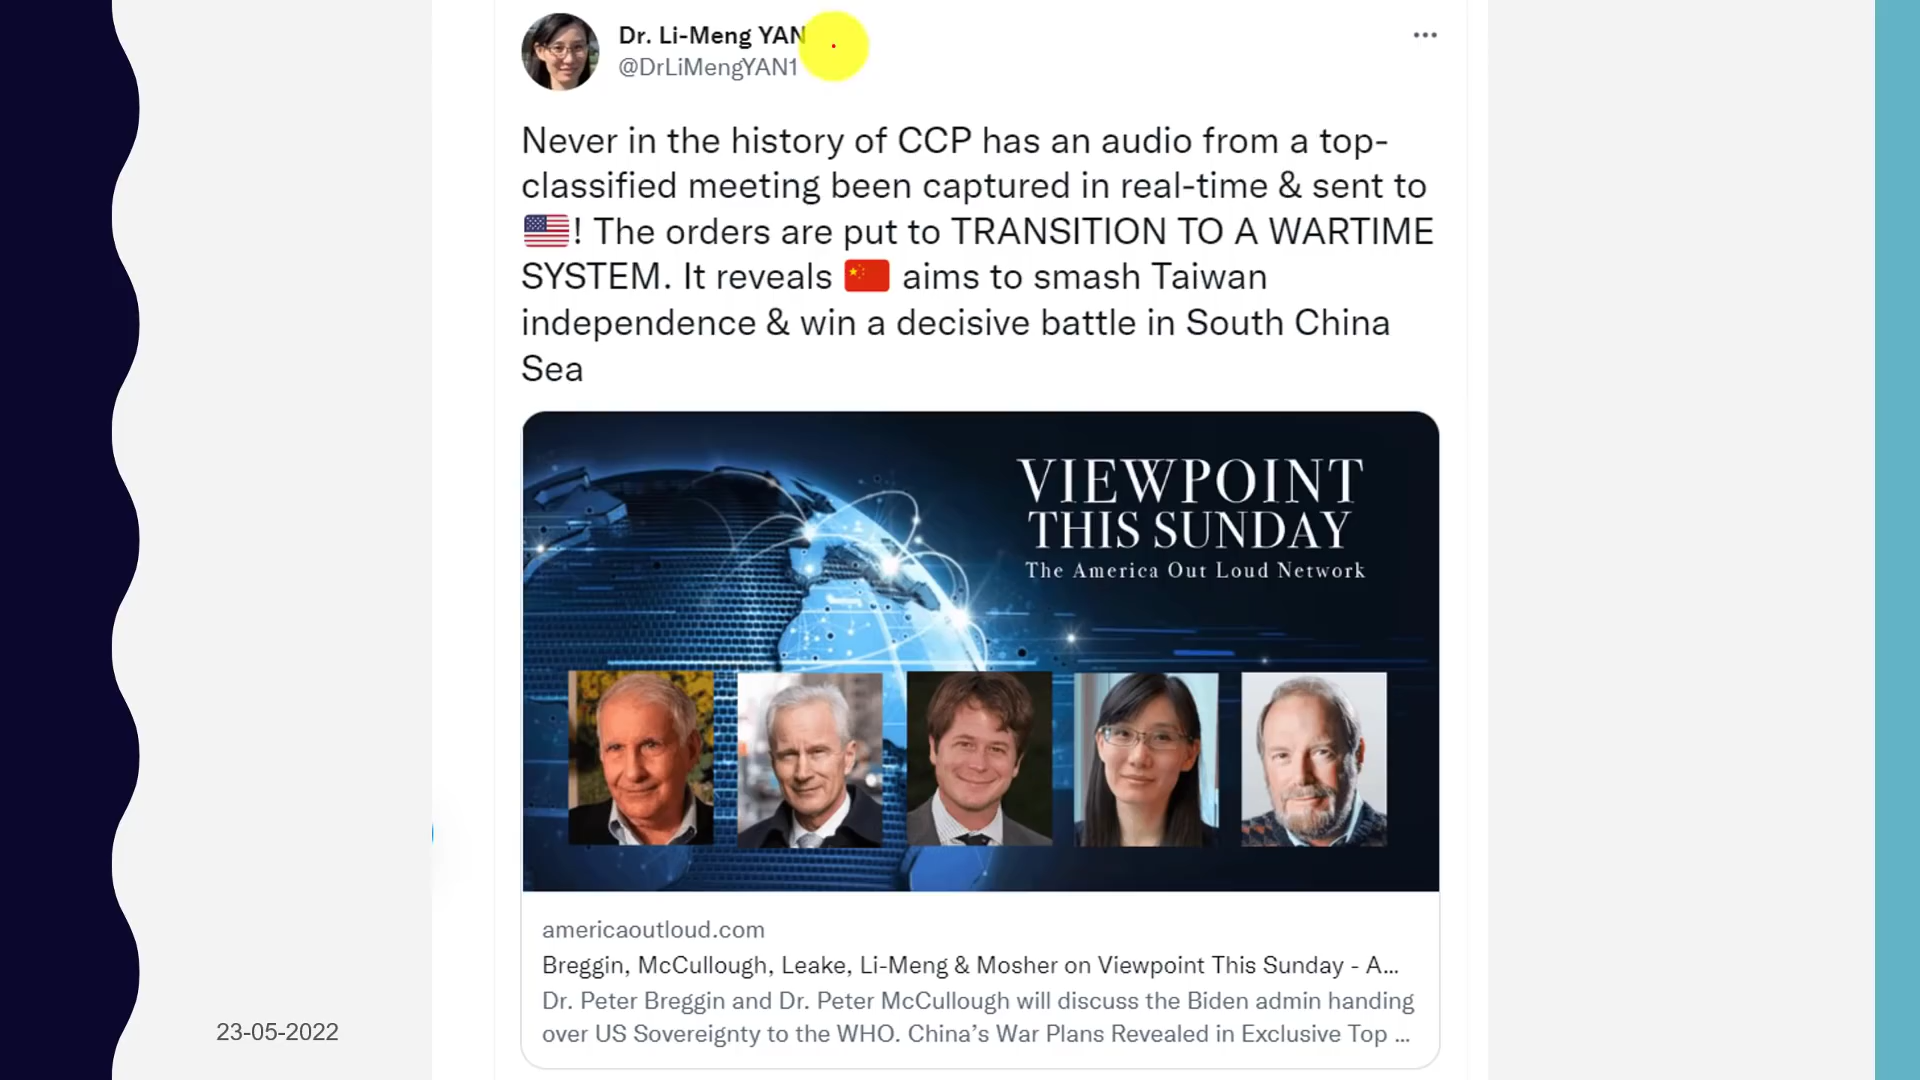 Dr. Li-Meng YAN
@DrLiMengYAN1
Never in the history of CCP has an audio from a top-
classified meeting been captured in real-time & sent to
🇺🇸! The orders are put to TRANSITION TO A WARTIME
SYSTEM. It reveals 🇨🇳 aims to smash Taiwan
independence & win a decisive battle in South China
Sea
VIEWPOINT
THIS SUNDAY
The America Out Loud Network
americaoutloud.com
Breggin, McCullough, Leake, Li-Meng & Mosher on Viewpoint This Sunday - A...
Dr. Peter Breggin and Dr. Peter McCullough will discuss the Biden admin handing
over US Sovereignty to the WHO. China’s War Plans Revealed in Exclusive Top ...
23-05-2022